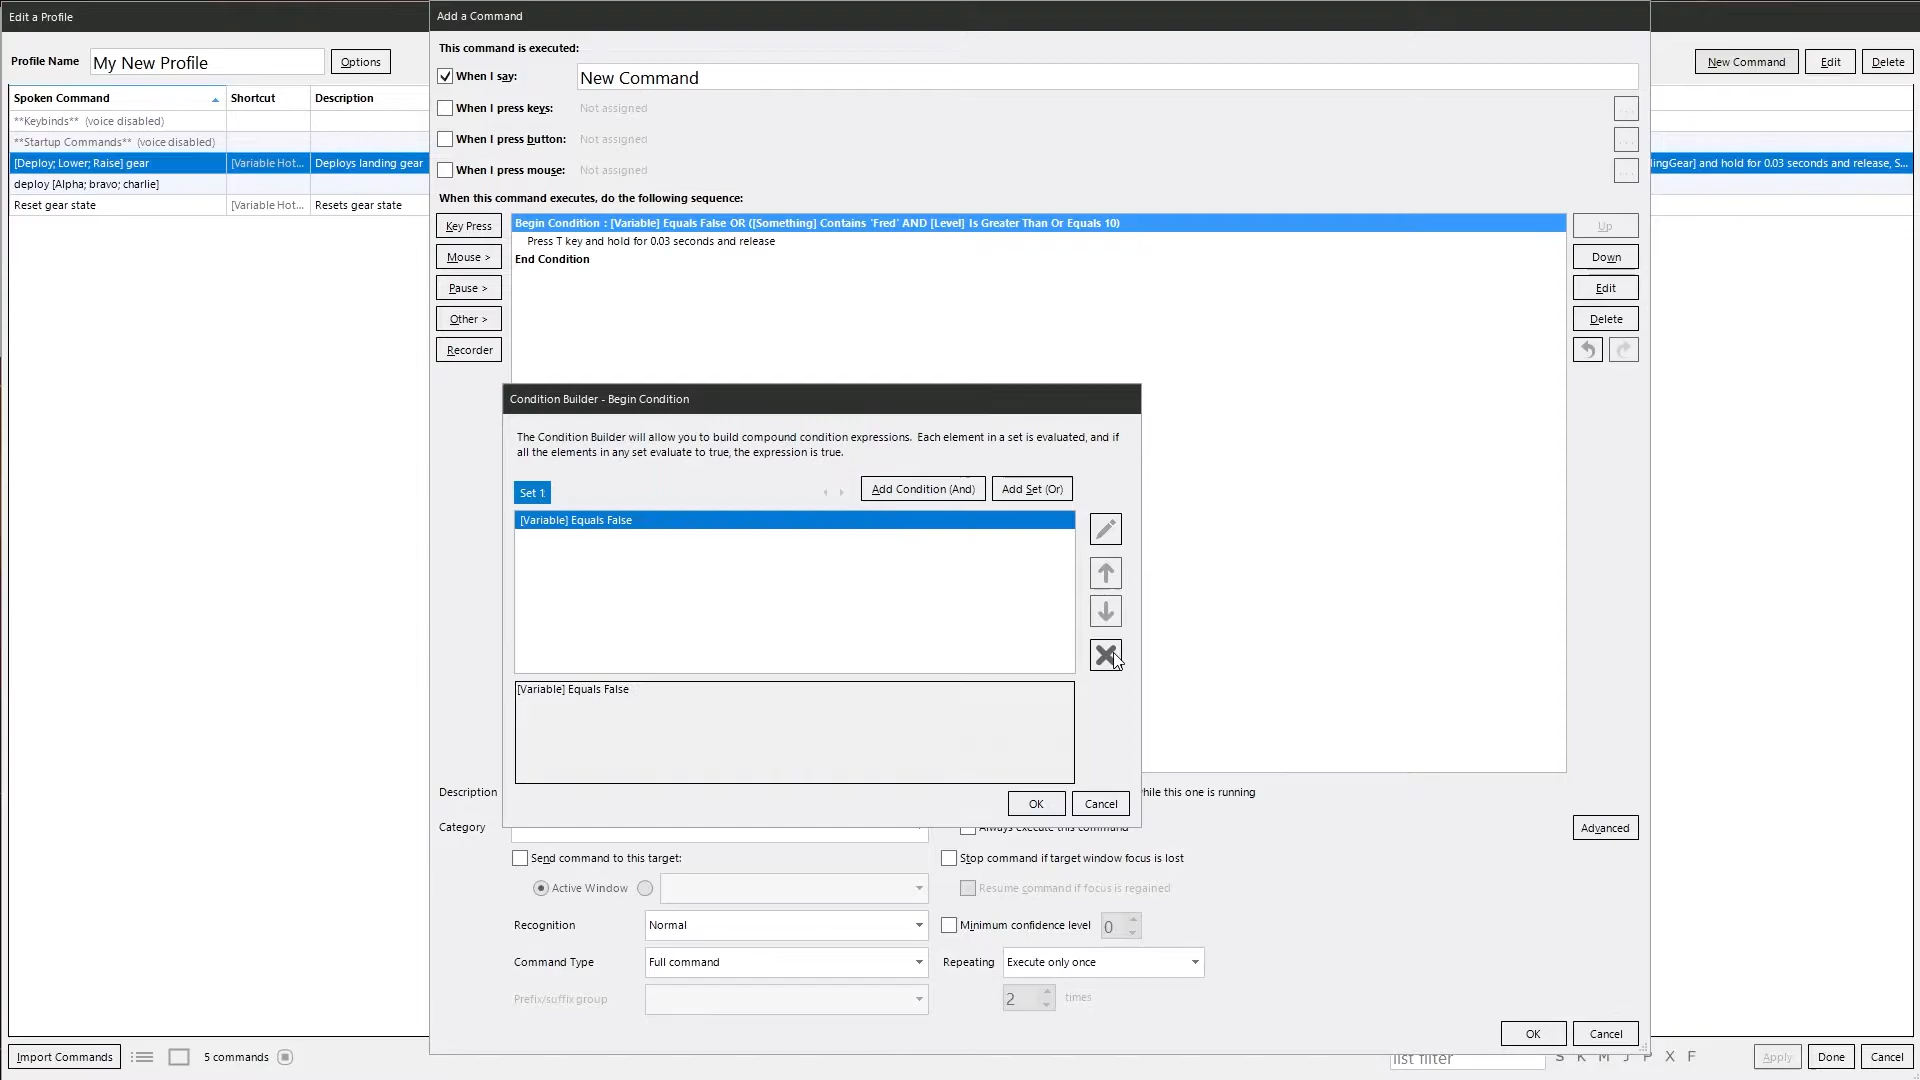 Edit a Profile
Profile Name My New Profile Options
Spoken Command Shortcut Description
**Keybinds** (voice disabled)
**Startup Commands** (voice disabled)
[Deploy; Lower; Raise] gear [Variable Hot... Deploys landing gear
deploy [Alpha; bravo; charlie]
Reset gear state [Variable Hot... Resets gear state
New Command Edit Delete
and hold for 0.03 seconds and release, S...
Add a Command
This command is executed:
When I say: New Command
When I press keys: Not assigned ...
When I press button: Not assigned ...
When I press mouse: Not assigned ...
When this command executes, do the following sequence:
Key Press
Mouse >
Pause >
Other >
Recorder
Begin Condition : [Variable] Equals False OR ([Something] Contains 'Fred' AND [Level] Is Greater Than Or Equals 10)
Press T key and hold for 0.03 seconds and release
End Condition
Up
Down
Edit
Delete
Condition Builder - Begin Condition
The Condition Builder will allow you to build compound condition expressions. Each element in a set is evaluated, and if
all the elements in any set evaluate to true, the expression is true.
Set 1 Add Condition (And) Add Set (Or)
[Variable] Equals False
[Variable] Equals False
OK Cancel
Description this one is running
Category Advanced
Send command to this target: Stop command if target window focus is lost
Active Window Resume command if focus is regained
Recognition Normal Minimum confidence level 0
Command Type Full command Repeating Execute only once
Prefix/suffix group 2 times
OK Cancel
Import Commands 5 commands list filter S K M J P X F Apply Done Cancel